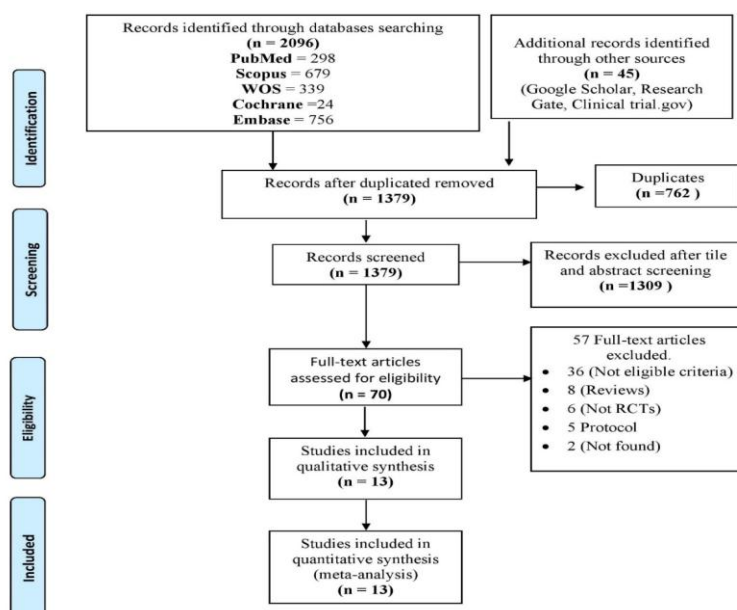 Records identified through databases searching
(n = 2096)
PubMed = 298
Scopus = 679
WOS = 339
Cochrane =24
Embase = 756
Additional records identified
through other sources
(n = 45)
(Google Scholar, Research
Gate, Clinical trial.gov)
Identification
Records after duplicated removed
(n = 1379)
Duplicates
(n =762 )
Screening
Records screened
(n = 1379)
Records excluded after tile
and abstract screening
(n =1309 )
Eligibility
Full-text articles
assessed for eligibility
(n = 70)
57 Full-text articles
excluded.
• 36 (Not eligible criteria)
• 8 (Reviews)
• 6 (Not RCTs)
• 5 Protocol
• 2 (Not found)
Studies included in
qualitative synthesis
(n = 13)
Included
Studies included in
quantitative synthesis
(meta-analysis)
(n = 13)